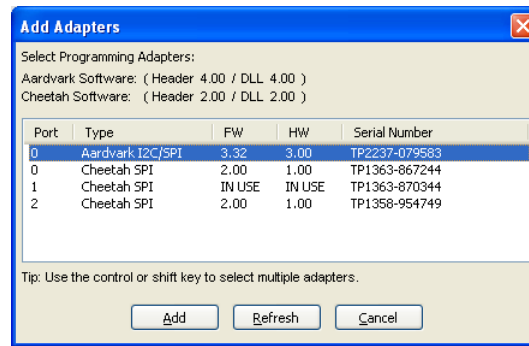 Add Adapters
Select Programming Adapters:
Aardvark Software: ( Header 4.00 / DLL 4.00 )
Cheetah Software: ( Header 2.00 / DLL 2.00 )
Port Type FW HW Serial Number
0 Aardvark I2C/SPI 3.32 3.00 TP2237-079583
0 Cheetah SPI 2.00 1.00 TP1363-867244
1 Cheetah SPI IN USE IN USE TP1363-870344
2 Cheetah SPI 2.00 1.00 TP1358-954749
Tip: Use the control or shift key to select multiple adapters.
Add Refresh Cancel